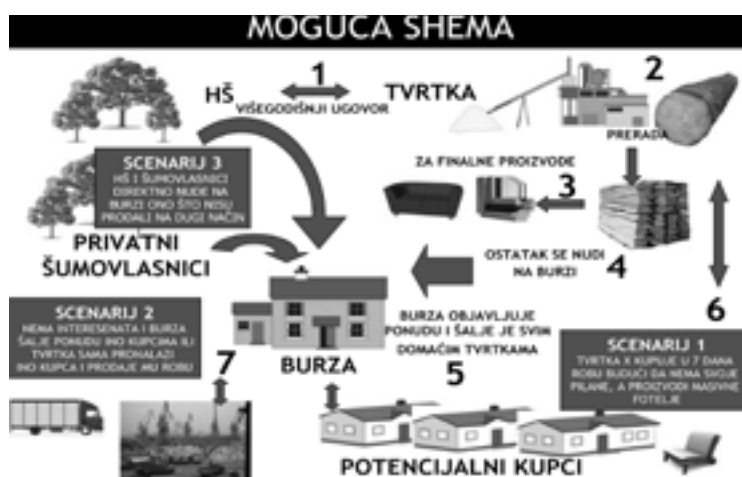 MOGUCA SHEMA
HŠ
1
VIŠEGODIŠNJI UGOVOR
TVRTKA
2
PRERADA
SCENARIJ 3
HŠ I ŠUMOVLASNICI
DIREKTNO NUDE NA
BURZI ONO ŠTO NISU
PRODALI NA DUGI NAČIN
ZA FINALNE PROIZVODE
3
PRIVATNI
ŠUMOVLASNICI
OSTATAK SE NUDI
NA BURZI
4
6
SCENARIJ 2
NEMA INTERESENATA I BURZA
ŠALJE PONUDU INO KUPCIMA ILI
TVRTKA SAMA PRONALAZI
INO KUPCA I PRODAJE MU ROBU
7
BURZA
BURZA OBJAVLJUJE
PONUDU I ŠALJE JE SVIM
DOMAĆIM TVRTKAMA
5
SCENARIJ 1
TVRTKA X KUPUJE U 7 DANA
ROBU BUDUĆI DA NEMA SVOJE
PILANE, A PROIZVODI MASIVNE
FOTELJE
POTENCIJALNI KUPCI